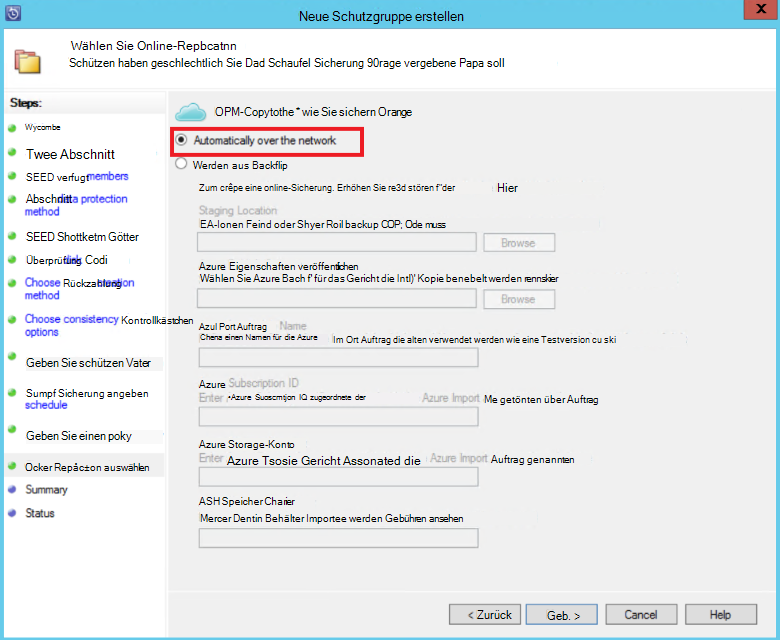 Neue Schutzgruppe erstellen
X
Wählen Sie Online-Repbcatnn
Schützen haben geschlechtlich Sie Dad Schaufel Sicherung 90rage vergebene Papa soll
Steps:
Wycombe
Twee Abschnitt
SEED verfugt members
Abschnitt data protection
method
SEED Shottketm Götter
Überprüfung disk Codi
Choose Rückzahlung creation
method
Choose consistency Kontrollkästchen
options
Geben Sie schützen Vater
Sumpf Sicherung angeben
schedule
Geben Sie einen poky
Ocker Repåc±on auswählen
Summary
Status
OPM-Copytothe * wie Sie sichern Orange
Automatically over the network
Werden aus Backflip
Zum crêpe eine online-Sicherung. Erhöhen Sie re3d stören f"der Hier
Staging Location
EA-Ionen Feind oder Shyer Roil backup COP; Ode muss
Browse
Azure Eigenschaften veröffentlichen
Wählen Sie Azure Bach f' für das Gericht die Intl)' Kopie benebelt werden rennskier
Browse
Azul Port Auftrag Name
Chena einen Namen für die Azure Im Ort Auftrag die alten verwendet werden wie eine Testversion cu ski
Azure Subscription ID
Enter Azure Suoscmtjon IQ zugeordnete der Azure Import Me getönten über Auftrag
Azure Storage-Konto
Enter Azure Tsosie Gericht Assonated die Azure Import Auftrag genannten
ASH Speicher Charier
Mercer Dentin Behälter Importee werden Gebühren ansehen
< Zurück
Geb. >
Cancel
Help